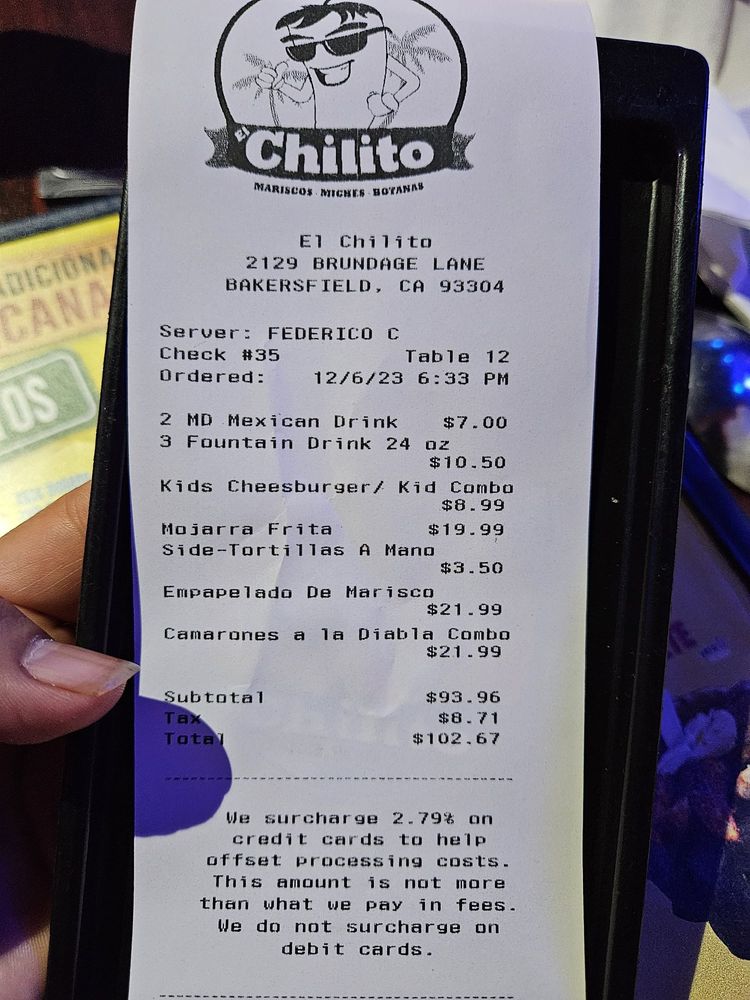 El Chilito
MARISCOS · MICHES · BOTANAS
El Chilito
2129 BRUNDAGE LANE
BAKERSFIELD, CA 93304
Server: FEDERICO C
Check #35 Table 12
Ordered: 12/6/23 6:33 PM
2 MD Mexican Drink $7.00
3 Fountain Drink 24 oz
$10.50
Kids Cheesburger/ Kid Combo
$8.99
Mojarra Frita $19.99
Side-Tortillas A Mano
$3.50
Empapelado De Marisco
$21.99
Camarones a la Diabla Combo
$21.99
Subtotal $93.96
Tax $8.71
Total $102.67
We surcharge 2.79% on
credit cards to help
offset processing costs.
This amount is not more
than what we pay in fees.
We do not surcharge on
debit cards.
ADICIONA
CANA
TOS